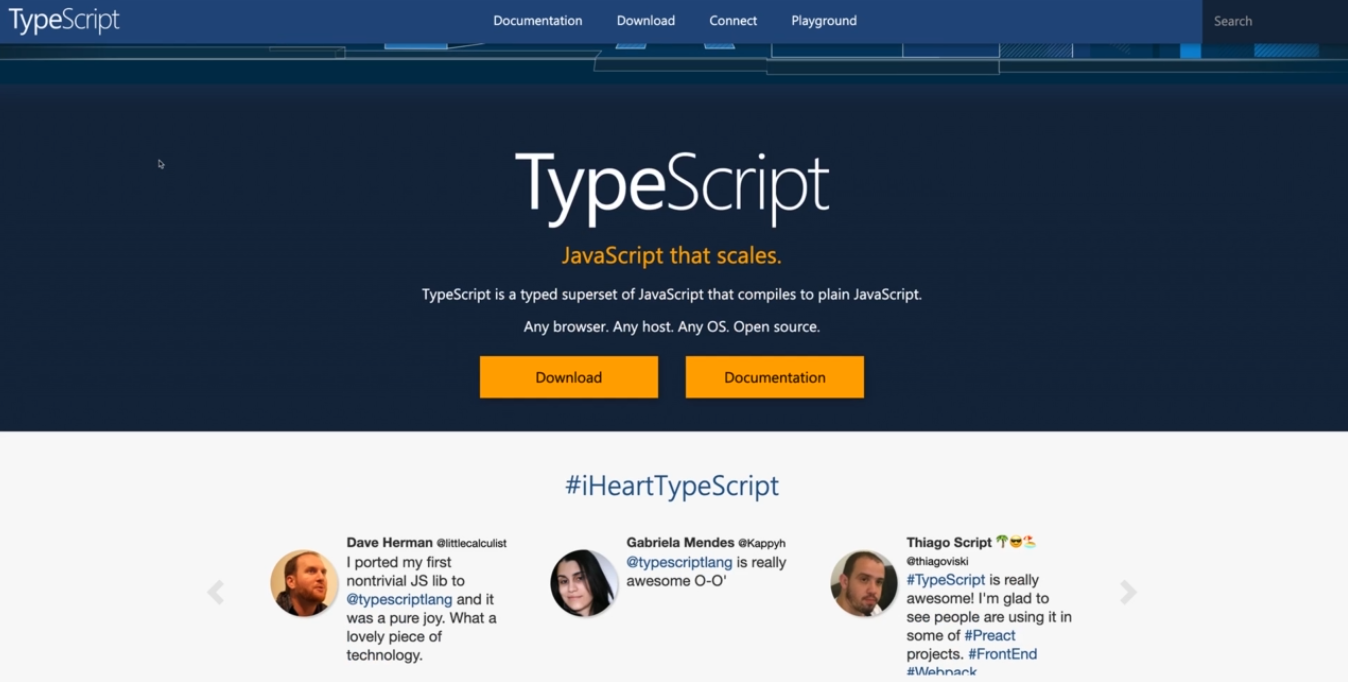 TypeScript
Documentation Download Connect Playground
Search
TypeScript
JavaScript that scales.
TypeScript is a typed superset of JavaScript that compiles to plain JavaScript.
Any browser. Any host. Any OS. Open source.
Download Documentation
#iHeartTypeScript
Dave Herman @littlecalculist
I ported my first
nontrivial JS lib to
@typescriptlang and it
was a pure joy. What a
lovely piece of
technology.
Gabriela Mendes @Kappyh
@typescriptlang is really
awesome O-O'
Thiago Script 🌴😎🏖
@thiagoviski
#TypeScript is really
awesome! I'm glad to
see people are using it in
some of #Preact
projects. #FrontEnd
#Webpack